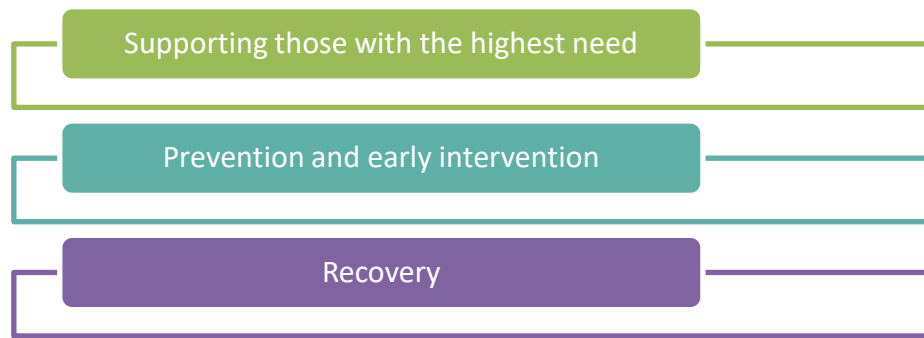 Supporting those with the highest need
Prevention and early intervention
Recovery